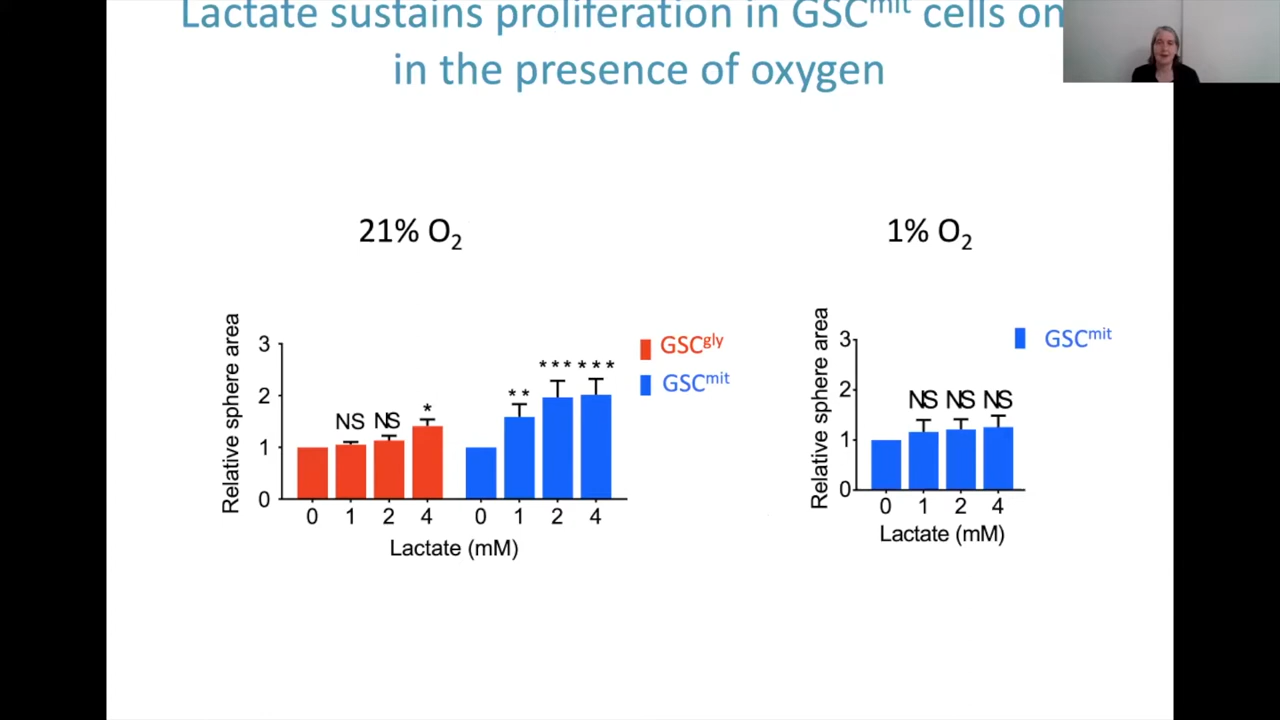 Lactate sustains proliferation in GSCmit cells
in the presence of oxygen
21% O2
1% O2
Relative sphere area
3
2
1
0
NS NS * ** *** ***
0 1 2 4 0 1 2 4
Lactate (mM)
GSCgly
GSCmit
Relative sphere area
3
2
1
0
NS NS NS
0 1 2 4
Lactate (mM)
GSCmit